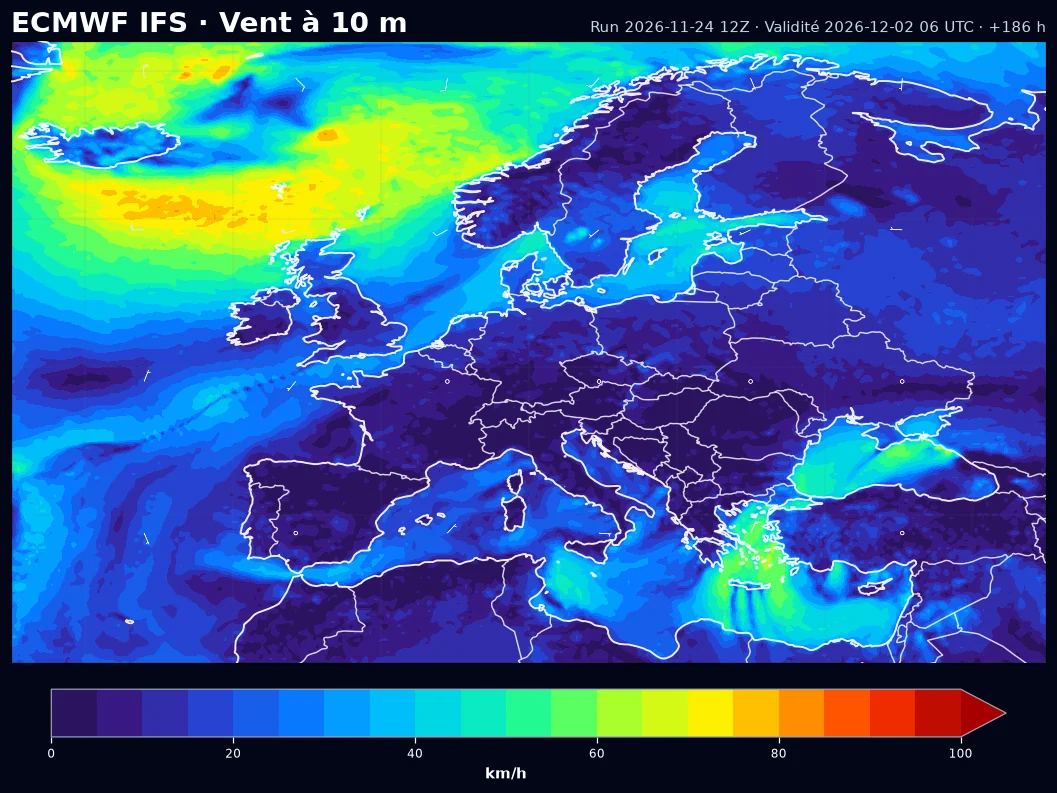 ECMWF IFS · Vent à 10 m
Run 2026-11-24 12Z · Validité 2026-12-02 06 UTC · +186 h
0 20 40 60 80 100
km/h